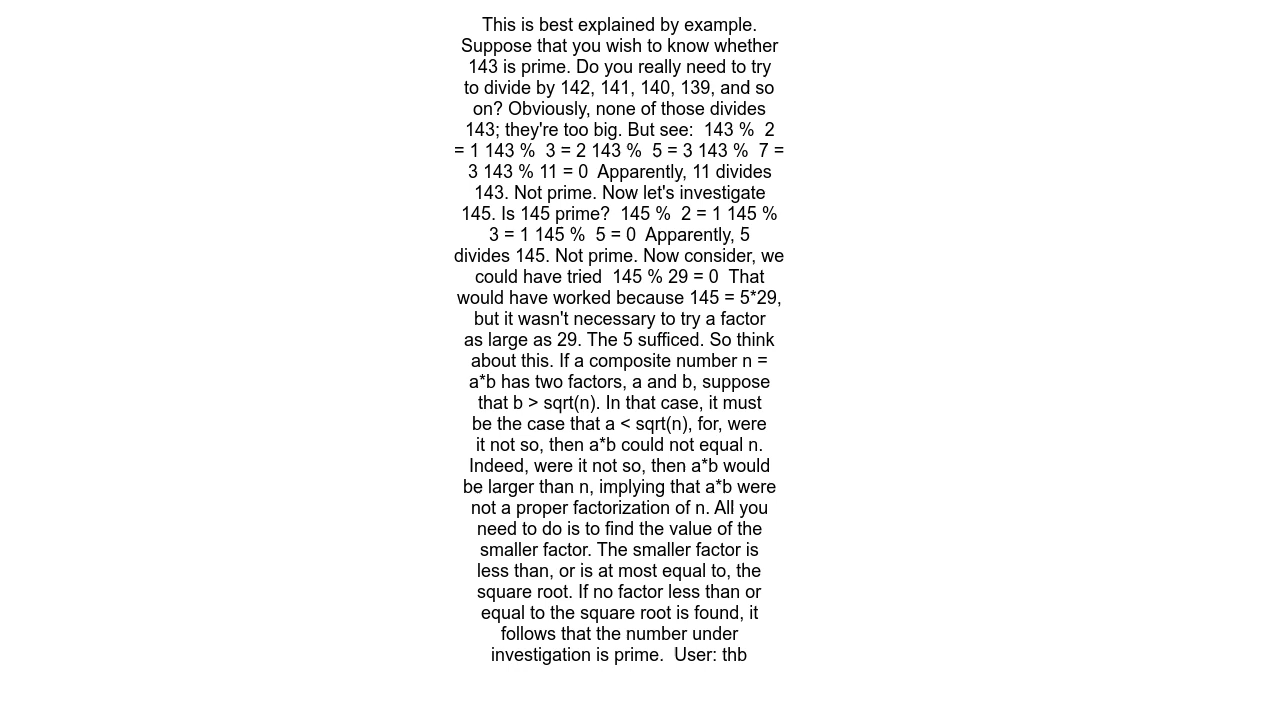 This is best explained by example.
Suppose that you wish to know whether
143 is prime. Do you really need to try
to divide by 142, 141, 140, 139, and so
on? Obviously, none of those divides
143; they're too big. But see:  143 %  2
= 1 143 %  3 = 2 143 %  5 = 3 143 %  7 =
3 143 % 11 = 0  Apparently, 11 divides
143. Not prime. Now let's investigate
145. Is 145 prime?  145 %  2 = 1 145 %
3 = 1 145 %  5 = 0  Apparently, 5
divides 145. Not prime. Now consider, we
could have tried  145 % 29 = 0  That
would have worked because 145 = 5*29,
but it wasn't necessary to try a factor
as large as 29. The 5 sufficed. So think
about this. If a composite number n =
a*b has two factors, a and b, suppose
that b > sqrt(n). In that case, it must
be the case that a < sqrt(n), for, were
it not so, then a*b could not equal n.
Indeed, were it not so, then a*b would
be larger than n, implying that a*b were
not a proper factorization of n. All you
need to do is to find the value of the
smaller factor. The smaller factor is
less than, or is at most equal to, the
square root. If no factor less than or
equal to the square root is found, it
follows that the number under
investigation is prime.  User: thb